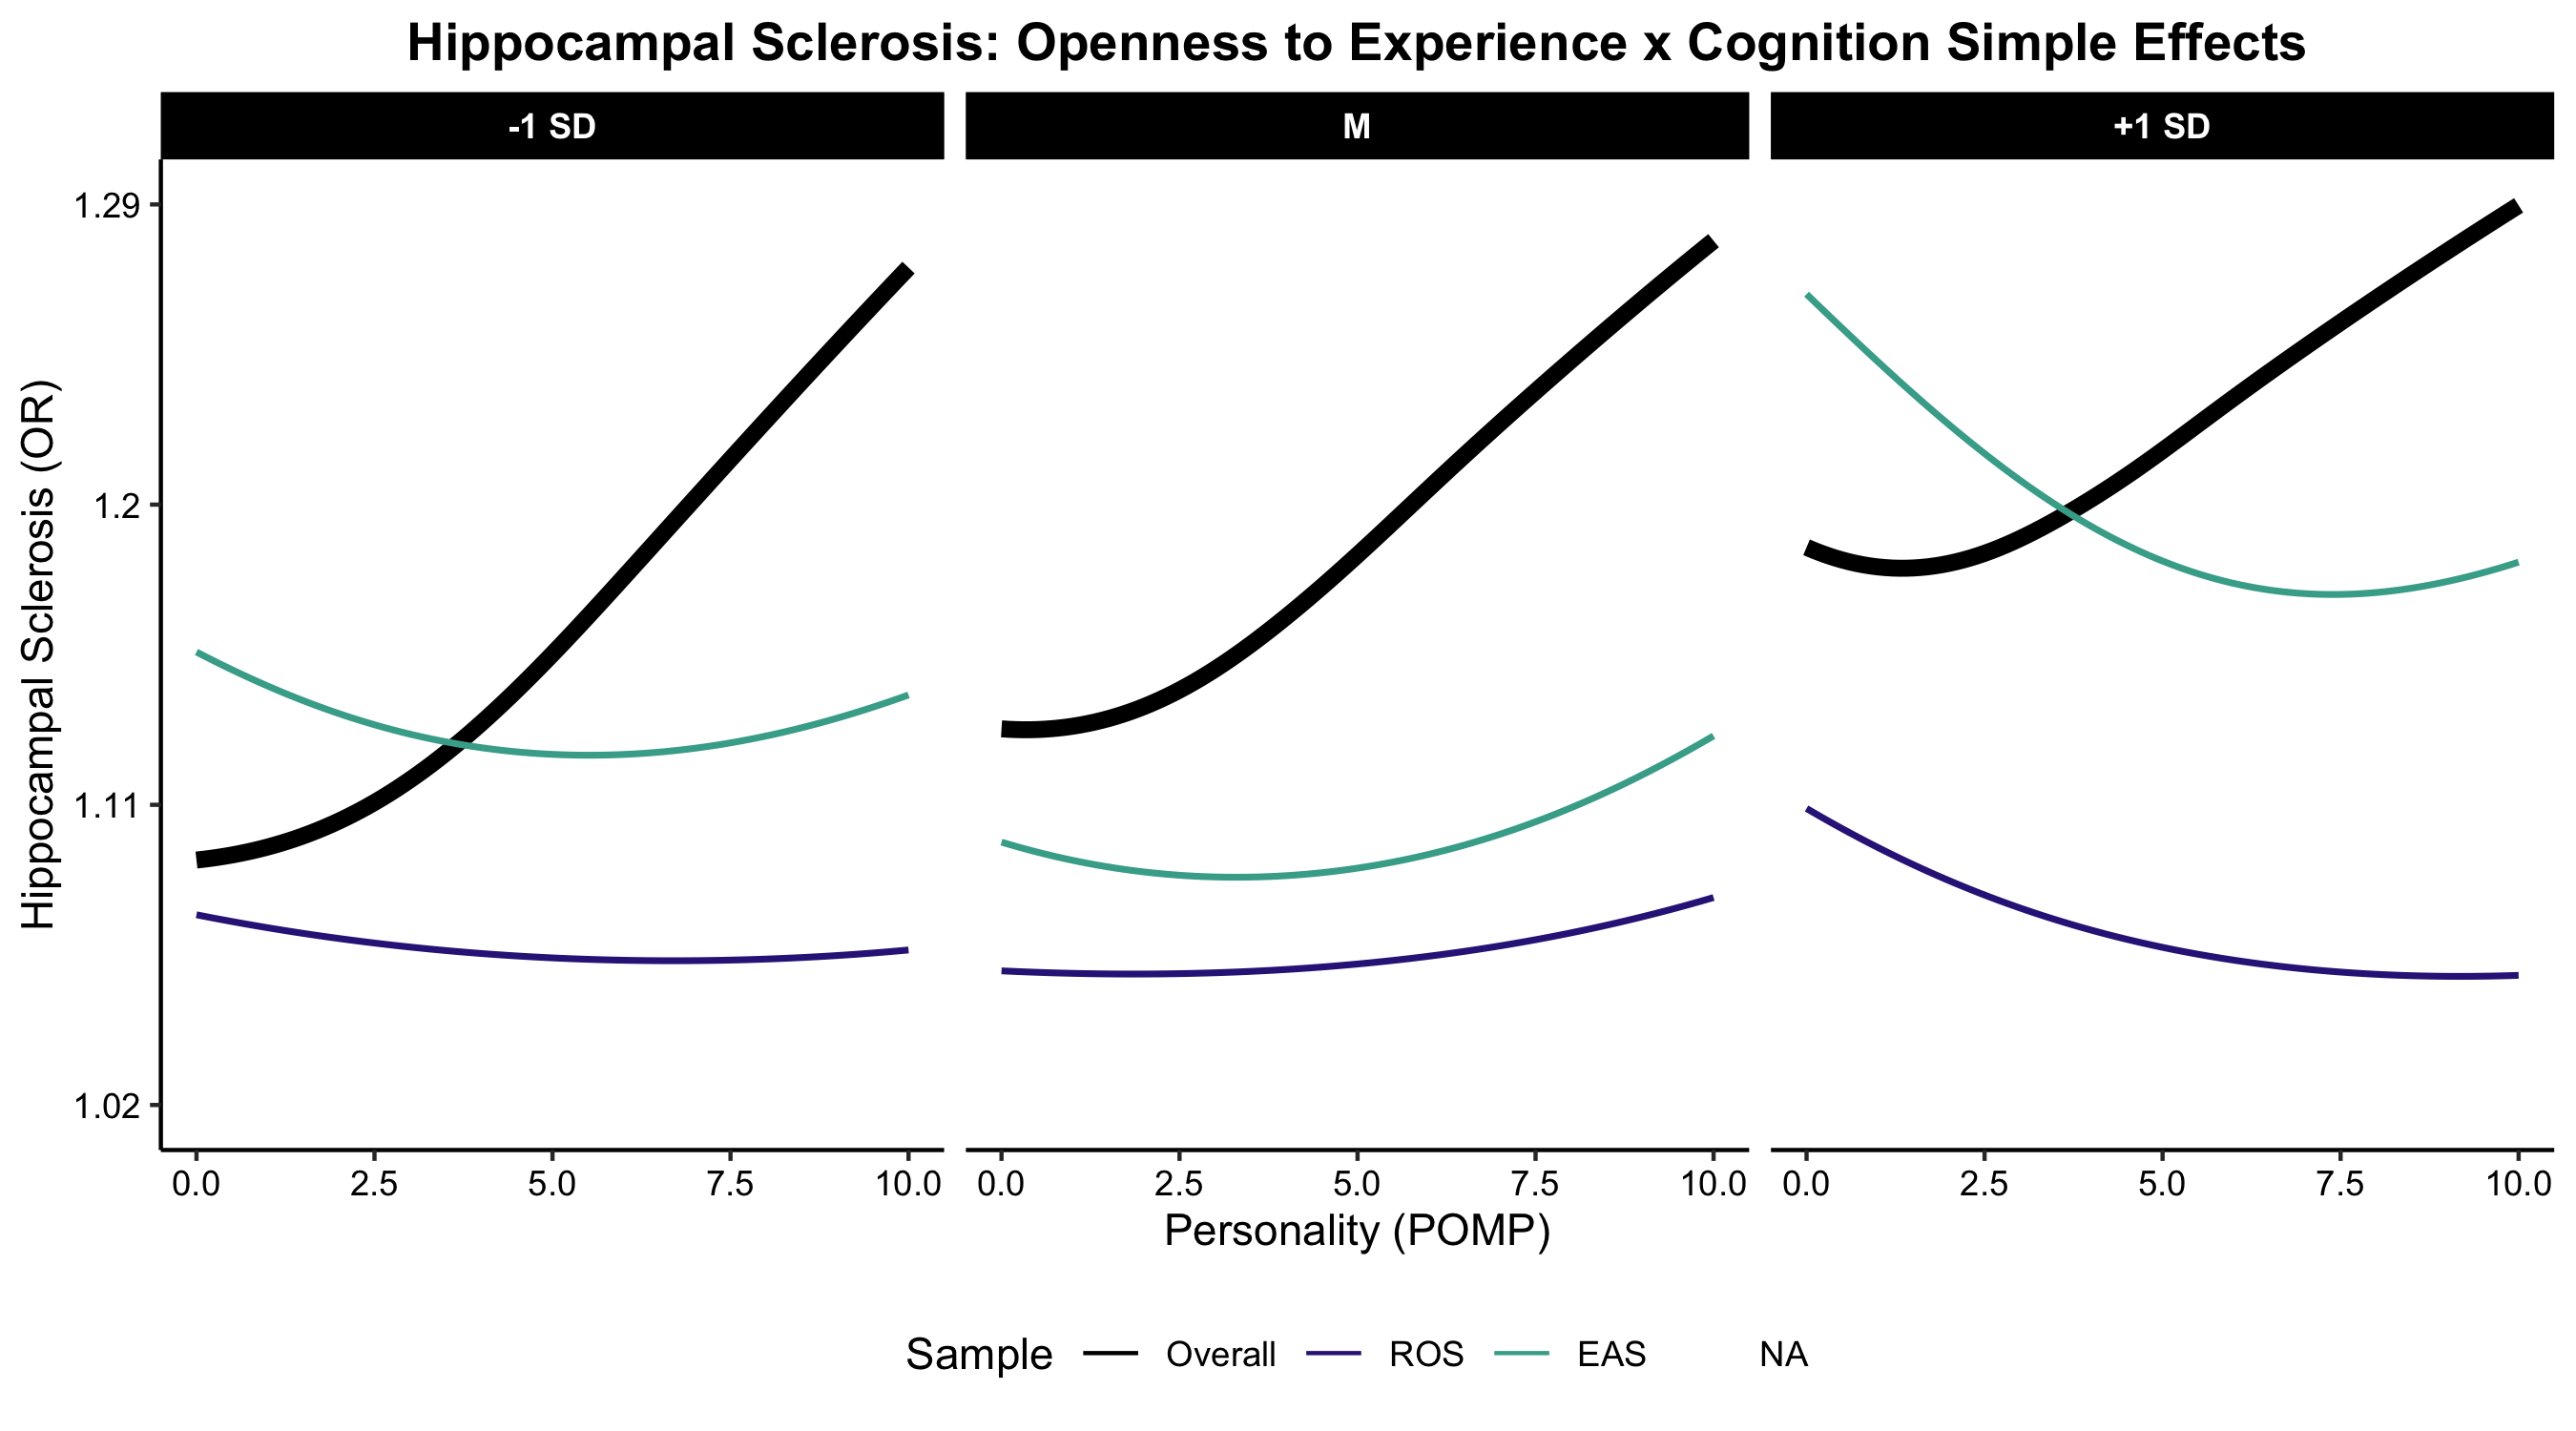 Hippocampal Sclerosis: Openness to Experience x Cognition Simple Effects
-1 SD
M
+1 SD
Hippocampal Sclerosis (OR)
1.29
1.2
1.11
1.02
0.0 2.5 5.0 7.5 10.0
0.0 2.5 5.0 7.5 10.0
0.0 2.5 5.0 7.5 10.0
Personality (POMP)
Sample Overall ROS EAS NA